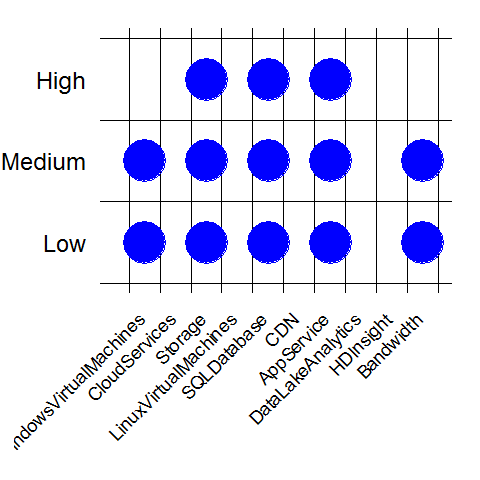 High
Medium
Low
ndowsVirtualMachines
CloudServices
Storage
LinuxVirtualMachines
SQLDatabase
CDN
AppService
DataLakeAnalytics
HDInsight
Bandwidth